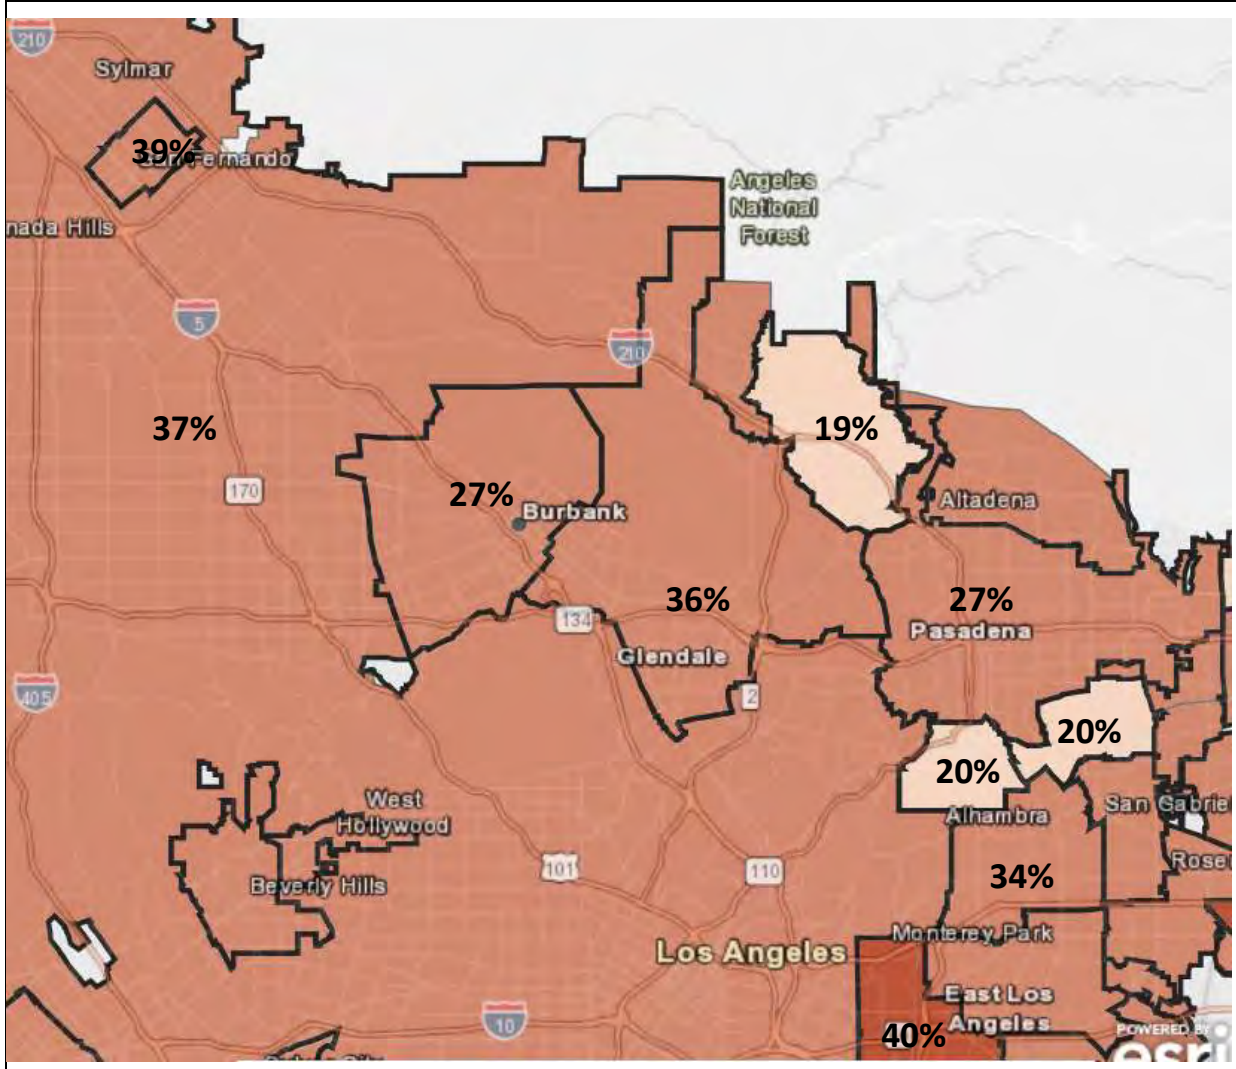 210
Sylmar
39%
San Fernando
Angeles
National
Forest
nada Hills
5
210
37%
19%
170
27%
Burbank
Altadena
36%
27%
134
Pasadena
Glendale
405
2
20%
20%
West
Hollywood
Alhambra
San Gabrie
101
110
Rose
Beverly Hills
34%
Monterey Park
Los Angeles
East Los
Angeles
10
40%
POWERED BY
esri